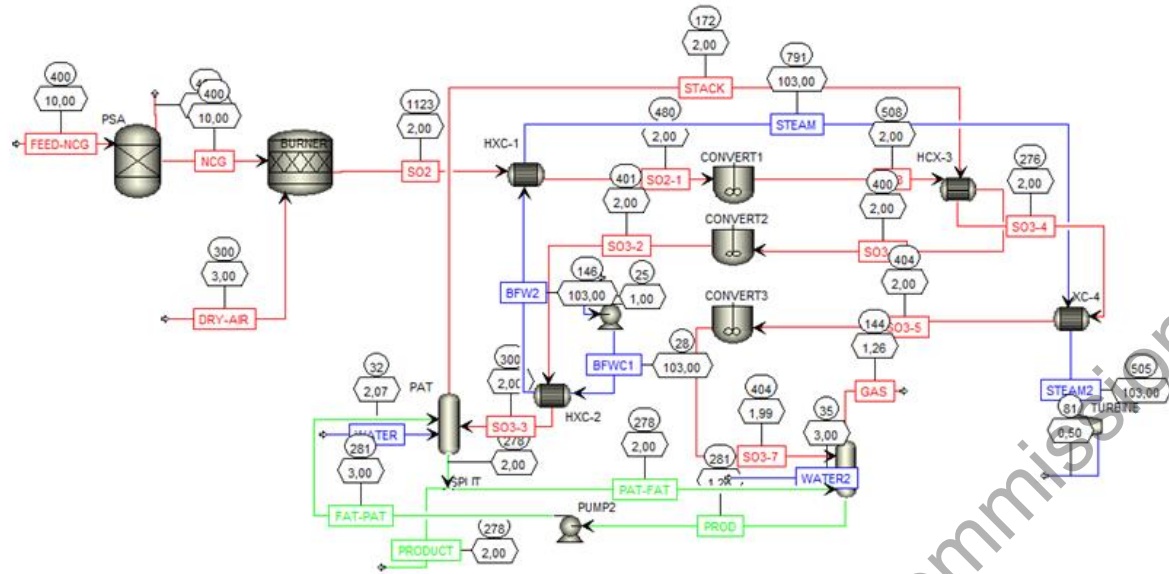 172
2,00
STACK
791
103,00
STEAM
400
10,00
FEED-NCG
PSA
400
10,00
NCG
BURNER
1123
2,00
SO2
HXC-1
480
2,00
SO2-1
CONVERT1
508
2,00
HCX-3
276
2,00
SO3-4
401
2,00
SO3-2
CONVERT2
400
2,00
300
3,00
DRY-AIR
146
103,00
BFW2
25
1,00
CONVERT3
404
2,00
SO3-5
XC-4
144
1,26
GAS
28
103,00
BFWC1
32
2,07
PAT
WATER
300
2,00
SO3-3
HXC-2
404
1,99
SO3-7
35
3,00
WATER2
STEAM2
505
103,00
81
0,50
TURBINE
278
2,00
SPLIT
278
2,00
PAT-FAT
281
3,00
FAT-PAT
281
PUMP2
PROD
PRODUCT
278
2,00